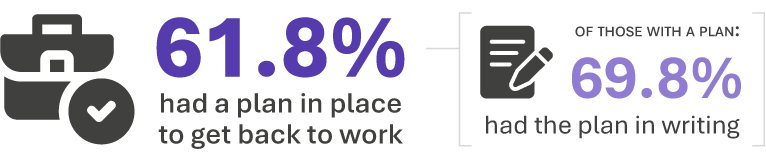 61.8%
had a plan in place
to get back to work
OF THOSE WITH A PLAN:
69.8%
had the plan in writing